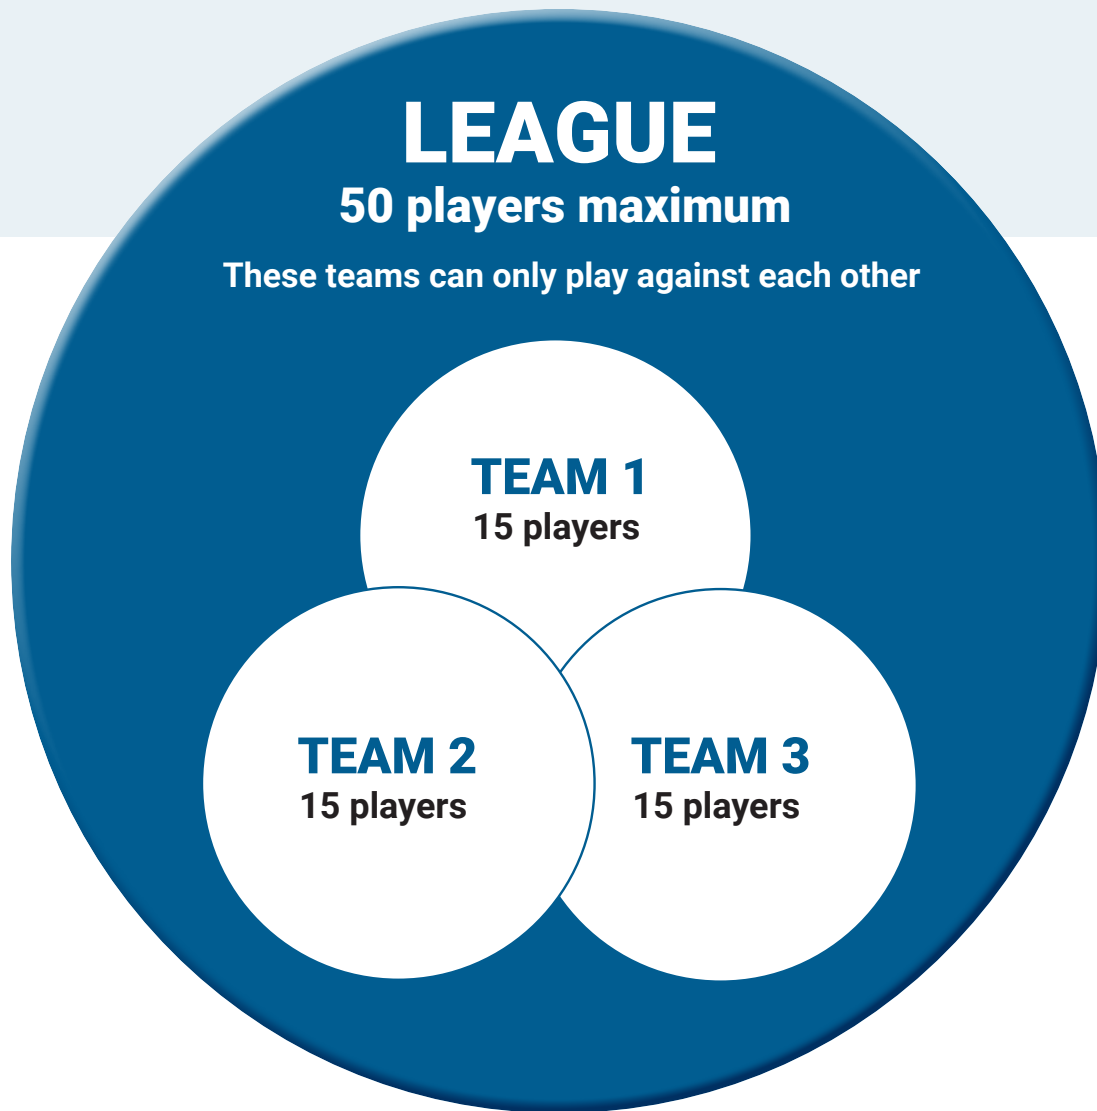 LEAGUE
50 players maximum
These teams can only play against each other
TEAM 1
15 players
TEAM 2
15 players
TEAM 3
15 players